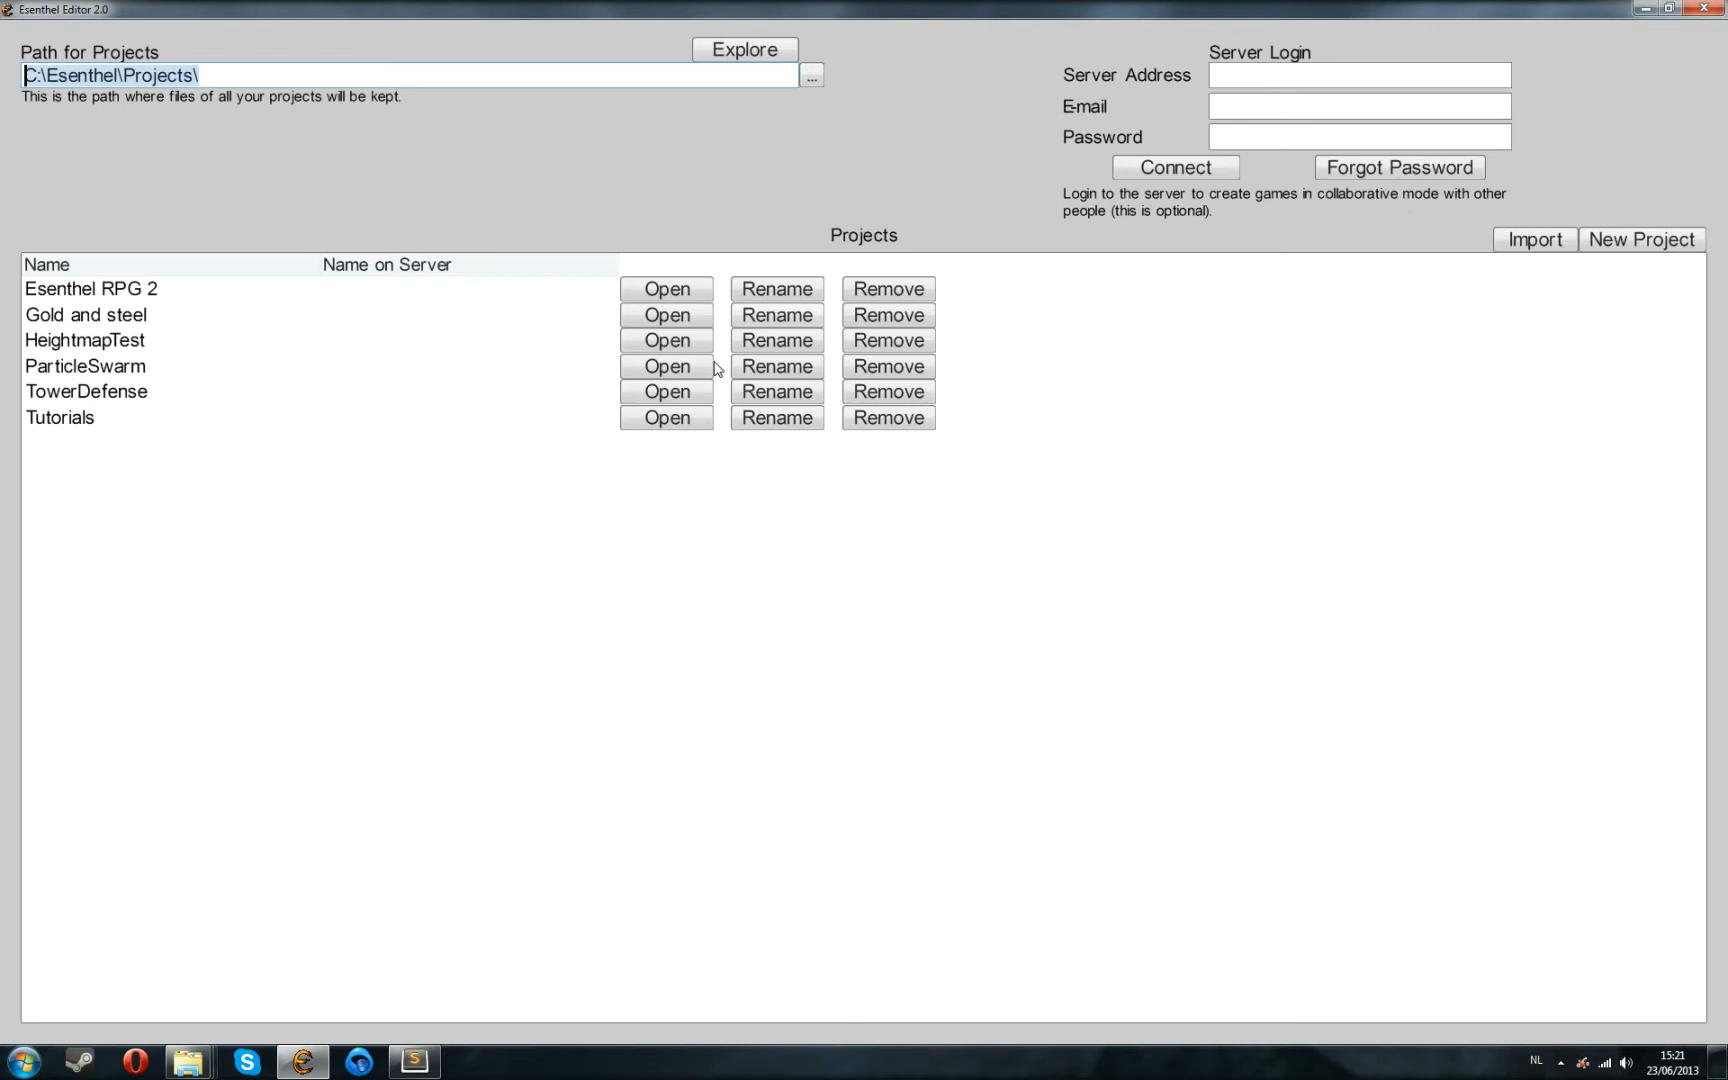 Esenthel Editor 2.0
Path for Projects
Explore
C:\Esenthel\Projects\
...
This is the path where files of all your projects will be kept.
Server Login
Server Address
E-mail
Password
Connect Forgot Password
Login to the server to create games in collaborative mode with other
people (this is optional).
Projects
Import New Project
Name Name on Server
Esenthel RPG 2 Open Rename Remove
Gold and steel Open Rename Remove
HeightmapTest Open Rename Remove
ParticleSwarm Open Rename Remove
TowerDefense Open Rename Remove
Tutorials Open Rename Remove
NL
15:21
23/06/2013